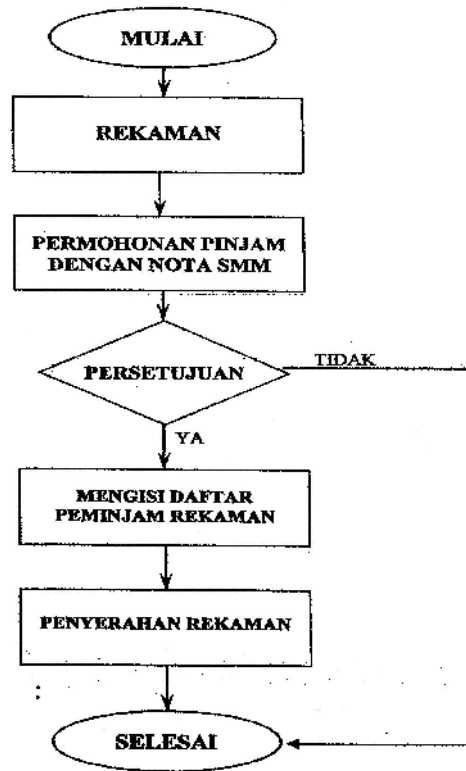 MULAI
REKAMAN
PERMOHONAN PINJAM
DENGAN NOTA SMM
PERSETUJUAN
TIDAK
YA
MENGISI DAFTAR
PEMINJAM REKAMAN
PENYERAHAN REKAMAN
SELESAI